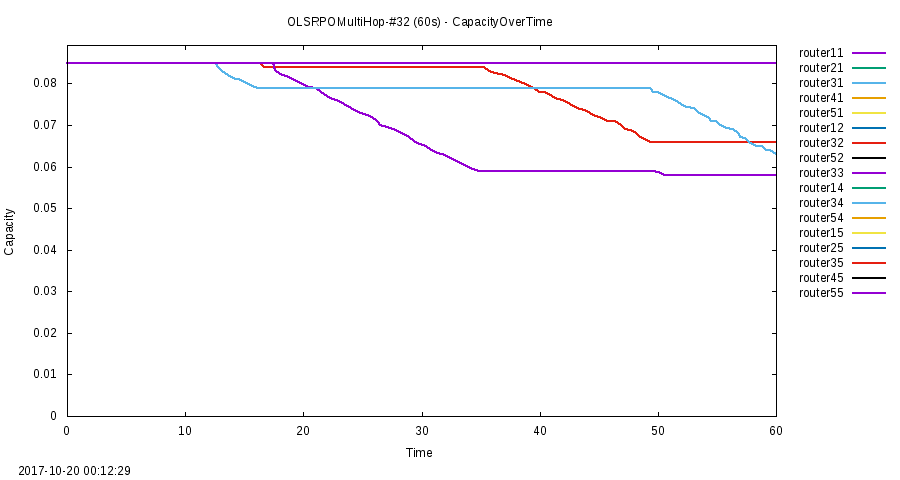 OLSRPOMultiHop-#32 (60s) - CapacityOverTime
router11
router21
router31
router41
router51
router12
router32
router52
router33
router14
router34
router54
router15
router25
router35
router45
router55
0.08
0.07
0.06
0.05
0.04
0.03
0.02
0.01
0
Capacity
0 10 20 30 40 50 60
Time
2017-10-20 00:12:29